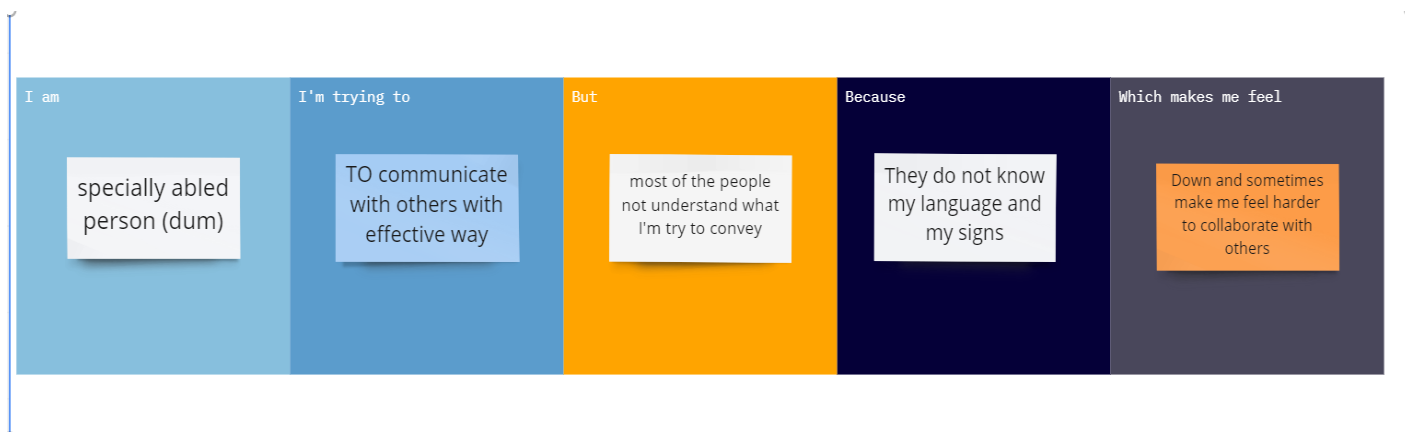 I am
specially abled
person (dum)
I'm trying to
TO communicate
with others with
effective way
But
most of the people
not understand what
I'm try to convey
Because
They do not know
my language and
my signs
Which makes me feel
Down and sometimes
make me feel harder
to collaborate with
others